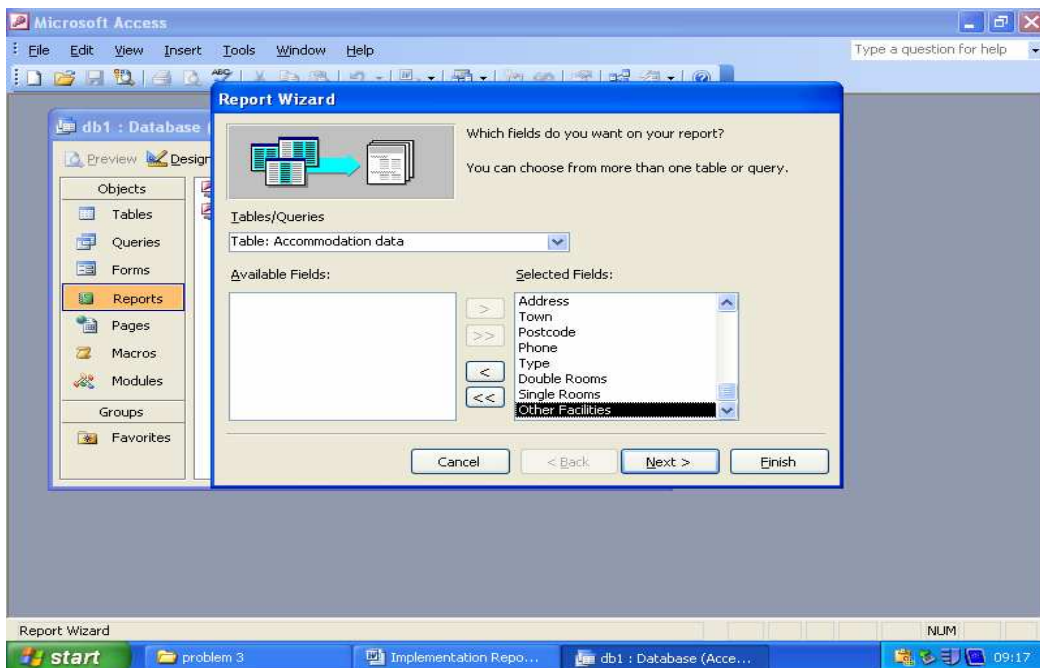 Microsoft Access
File Edit View Insert Tools Window Help
Type a question for help
Report Wizard
db1 : Database
Preview Design
Which fields do you want on your report?
You can choose from more than one table or query.
Objects
Tables
Queries
Forms
Reports
Pages
Macros
Modules
Groups
Favorites
Tables/Queries
Table: Accommodation data
Available Fields:
Selected Fields:
>
>>
<
<<
Address
Town
Postcode
Phone
Type
Double Rooms
Single Rooms
Other Facilities
Cancel < Back Next > Finish
Report Wizard
NUM
start problem 3 Implementation Repo... db1 : Database (Acce... 09:17